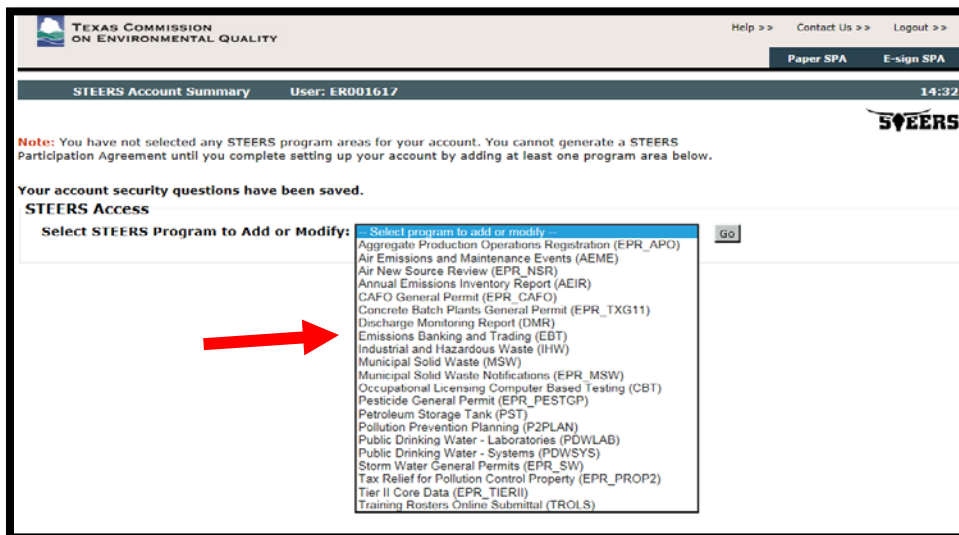 TEXAS COMMISSION
ON ENVIRONMENTAL QUALITY
Help >> Contact Us >> Logout >>
Paper SPA E-sign SPA
STEERS Account Summary User: ER001617 14:32
STEERS
Note: You have not selected any STEERS program areas for your account. You cannot generate a STEERS
Participation Agreement until you complete setting up your account by adding at least one program area below.
Your account security questions have been saved.
STEERS Access
Select STEERS Program to Add or Modify: -- Select program to add or modify -- Go
Aggregate Production Operations Registration (EPR_APO)
Air Emissions and Maintenance Events (AEME)
Air New Source Review (EPR_NSR)
Annual Emissions Inventory Report (AEIR)
CAFO General Permit (EPR_CAFO)
Concrete Batch Plants General Permit (EPR_TXG11)
Discharge Monitoring Report (DMR)
Emissions Banking and Trading (EBT)
Industrial and Hazardous Waste (IHW)
Municipal Solid Waste (MSW)
Municipal Solid Waste Notifications (EPR_MSW)
Occupational Licensing Computer Based Testing (CBT)
Pesticide General Permit (EPR_PESTGP)
Petroleum Storage Tank (PST)
Pollution Prevention Planning (P2PLAN)
Public Drinking Water - Laboratories (PDWLAB)
Public Drinking Water - Systems (PDWSYS)
Storm Water General Permits (EPR_SW)
Tax Relief for Pollution Control Property (EPR_PROP2)
Tier II Core Data (EPR_TIERII)
Training Rosters Online Submittal (TROLS)